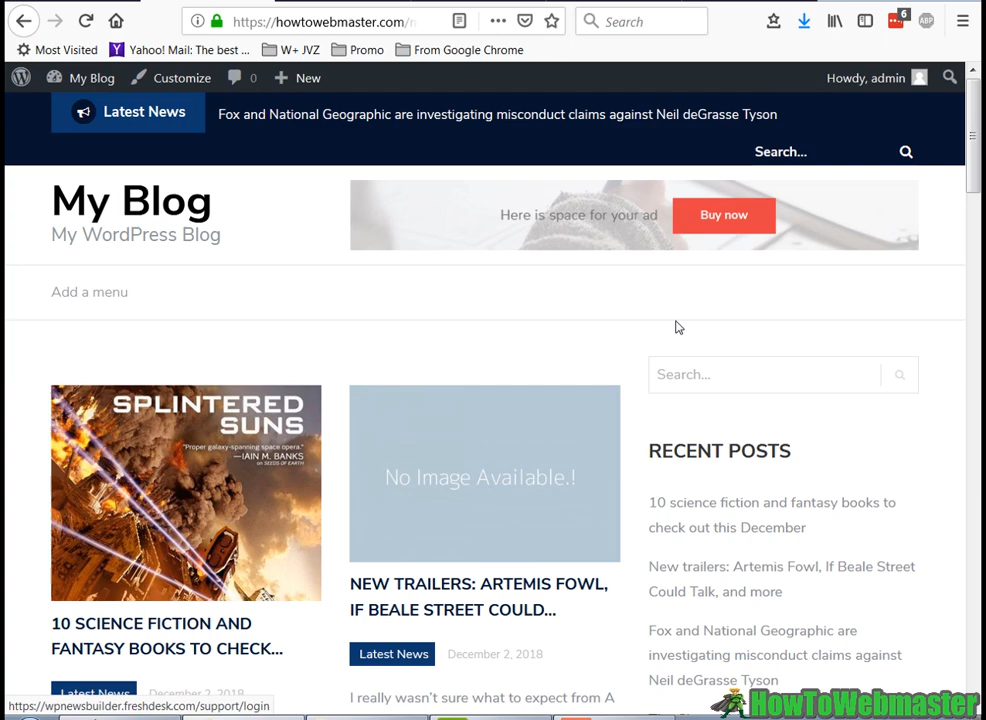 https://howtowebmaster.com/n
Search
6
ABP
Most Visited
Yahoo! Mail: The best ...
W+ JVZ
Promo
From Google Chrome
My Blog
Customize
0
New
Howdy, admin
Latest News
Fox and National Geographic are investigating misconduct claims against Neil deGrasse Tyson
Search...
My Blog
My WordPress Blog
Here is space for your ad
Buy now
Add a menu
Search...
SPLINTERED
SUNS
"Proper galaxy-spanning space opera."
—IAIN M. BANKS
on SEEDS OF EARTH
No Image Available.!
RECENT POSTS
10 science fiction and fantasy books to
check out this December
New trailers: Artemis Fowl, If Beale Street
Could Talk, and more
Fox and National Geographic are
investigating misconduct claims against
Neil deGrasse Tyson
NEW TRAILERS: ARTEMIS FOWL,
IF BEALE STREET COULD...
Latest News
December 2, 2018
I really wasn't sure what to expect from A
10 SCIENCE FICTION AND
FANTASY BOOKS TO CHECK...
Latest News
December 2, 2018
https://wpnewsbuilder.freshdesk.com/support/login
HowToWebmaster